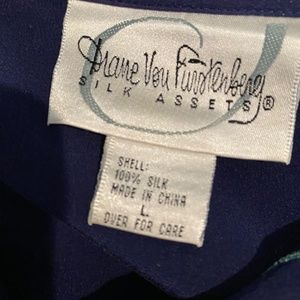 Diane Von Furstenberg
SILK ASSETS®
SHELL:
100% SILK
MADE IN CHINA
L
OVER FOR CARE